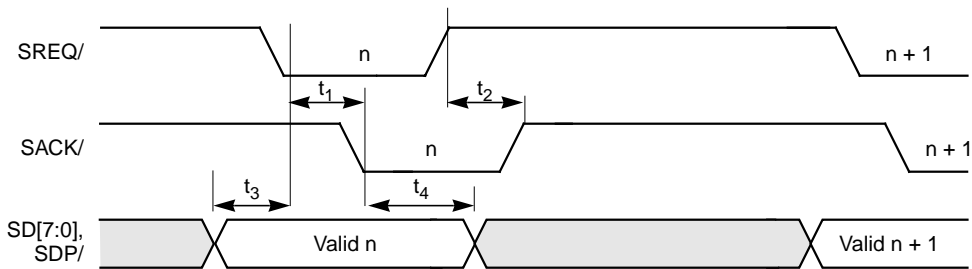 SREQ/
n
n + 1
t1
t2
SACK/
n
n + 1
t3
t4
SD[7:0],
SDP/
Valid n
Valid n + 1